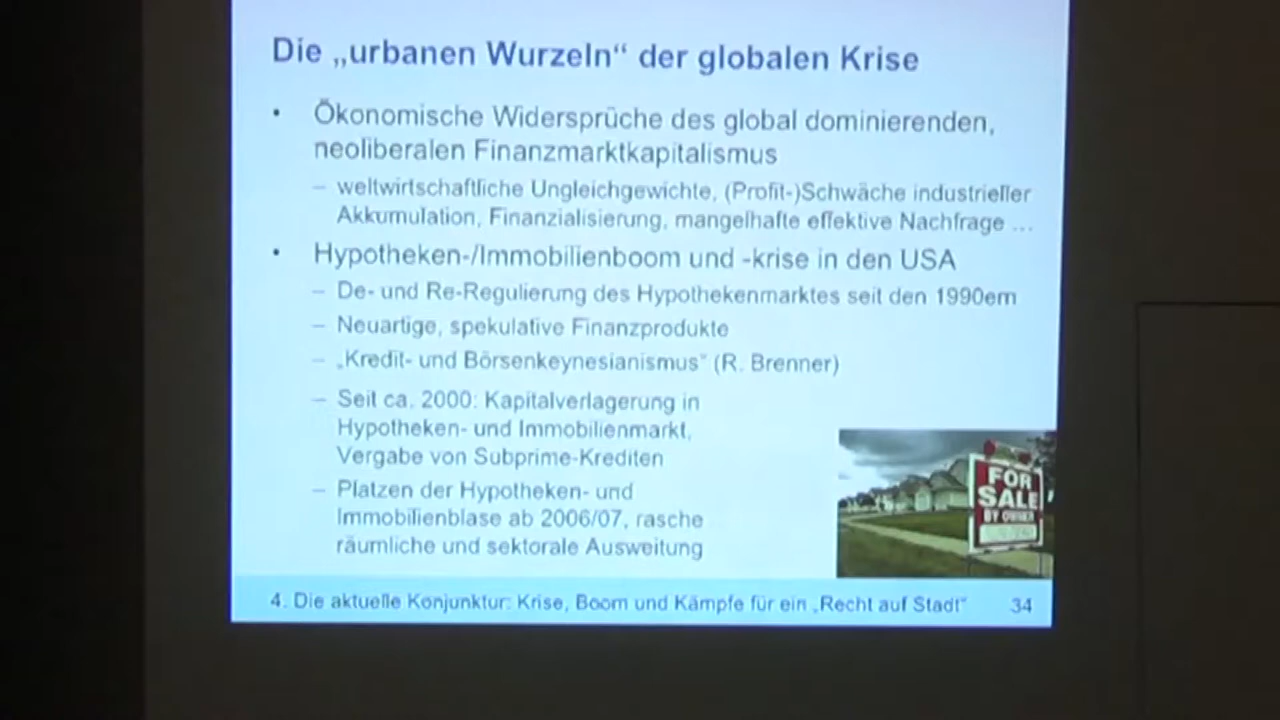 Die „urbanen Wurzeln“ der globalen Krise
• Ökonomische Widersprüche des global dominierenden,
neoliberalen Finanzmarktkapitalismus
– weltwirtschaftliche Ungleichgewichte, (Profit-)Schwäche industrieller
Akkumulation, Finanzialisierung, mangelhafte effektive Nachfrage ...
• Hypotheken-/Immobilienboom und -krise in den USA
– De- und Re-Regulierung des Hypothekenmarktes seit den 1990ern
– Neuartige, spekulative Finanzprodukte
– „Kredit- und Börsenkeynesianismus“ (R. Brenner)
– Seit ca. 2000: Kapitalverlagerung in
Hypotheken- und Immobilienmarkt,
Vergabe von Subprime-Krediten
– Platzen der Hypotheken- und
Immobilienblase ab 2006/07, rasche
räumliche und sektorale Ausweitung
FOR
SALE
BY OWNER
4. Die aktuelle Konjunktur: Krise, Boom und Kämpfe für ein „Recht auf Stadt“ 34